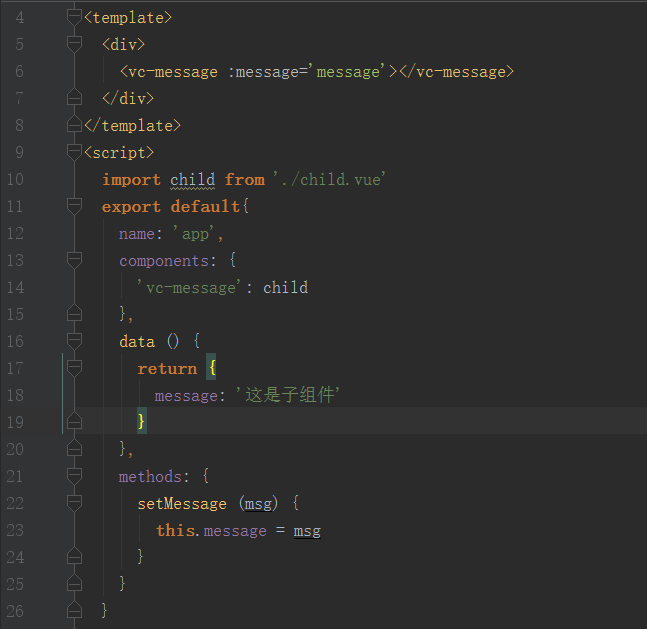 4 <template>
5 <div>
6 <vc-message :message='message'></vc-message>
7 </div>
8 </template>
9 <script>
10 import child from './child.vue'
11 export default{
12 name: 'app',
13 components: {
14 'vc-message': child
15 },
16 data () {
17 return {
18 message: '这是子组件'
19 }
20 },
21 methods: {
22 setMessage (msg) {
23 this.message = msg
24 }
25 }
26 }